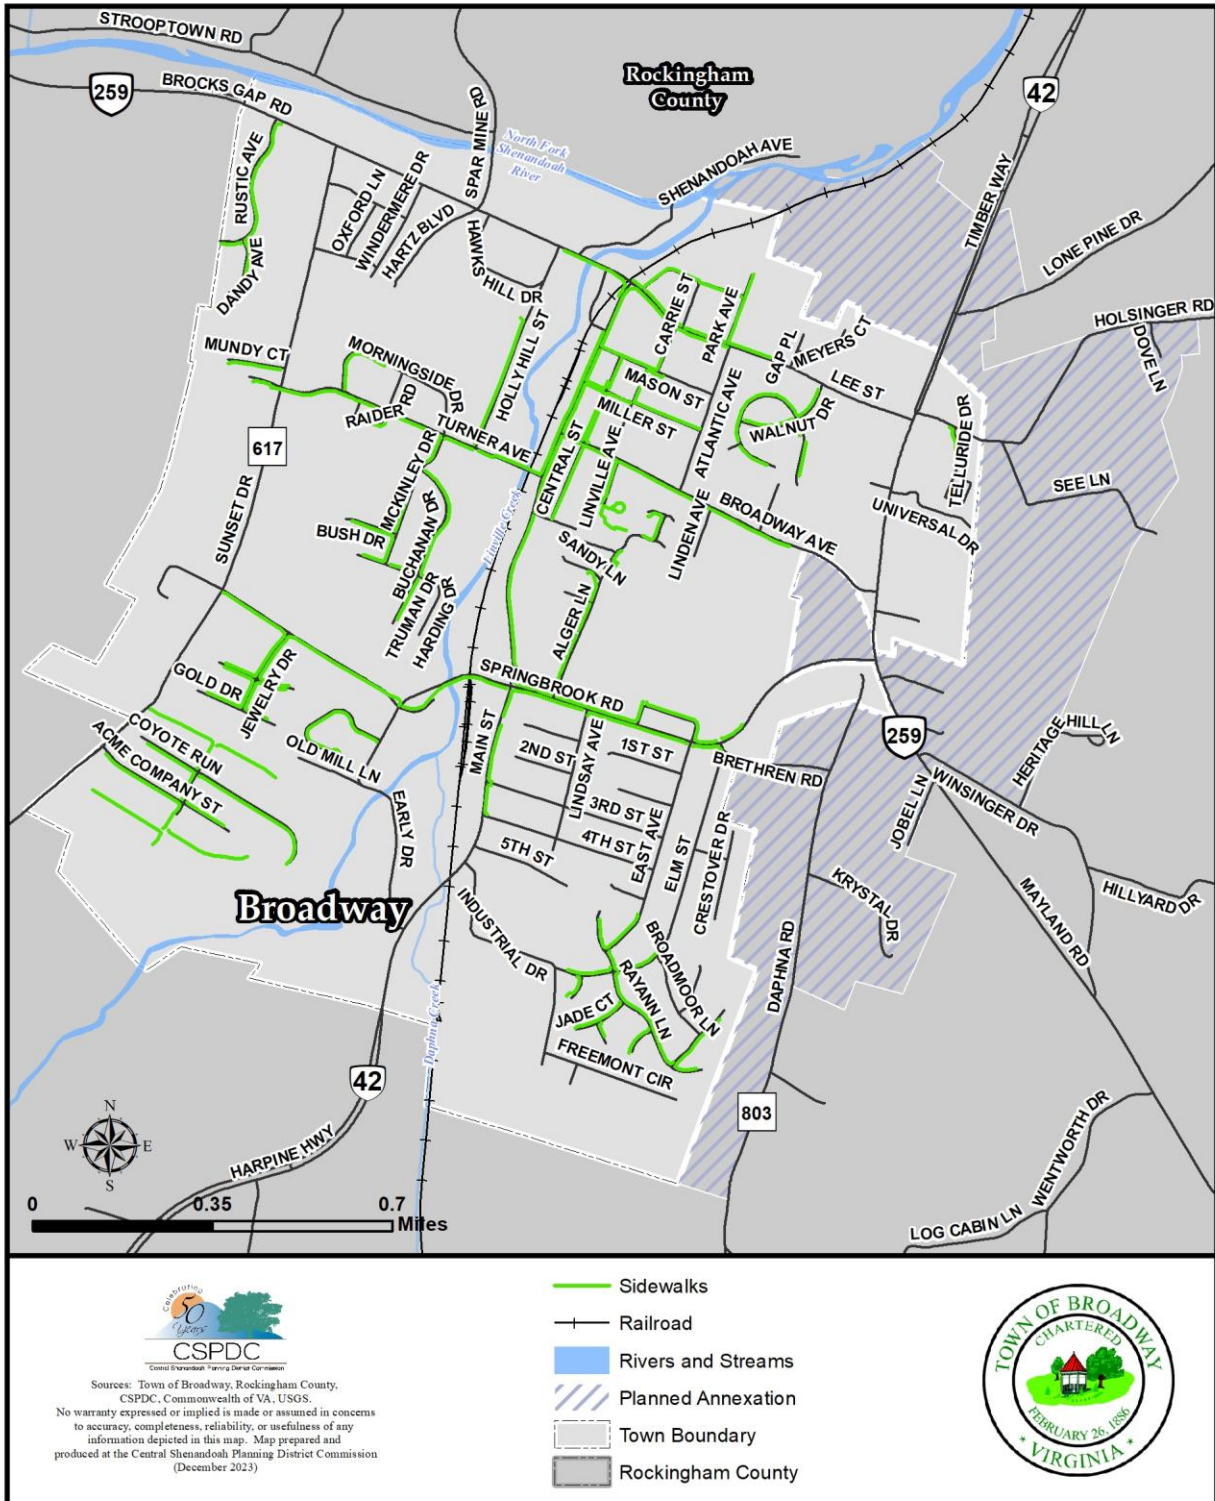 STROOPTOWN RD
259
BROCKS GAP RD
SPAR MINE RD
Rockingham
County
42
North Fork
Shenandoah
River
SHENANDOAH AVE
TIMBER WAY
LONE PINE DR
HOLSINGER RD
DOVE LN
RUSTIC AVE
DANDY AVE
OXFORD LN
WINDERMERE DR
HARTZ BLVD
HAWKS
HILL DR
HOLLY HILL ST
CARRIE ST
PARK AVE
GAP PL
MEYERS CT
LEE ST
MUNDY CT
MORNINGSIDE DR
RAIDER RD
TURNER AVE
MASON ST
MILLER ST
ATLANTIC AVE
WALNUT DR
TELLURIDE DR
SEE LN
617
SUNSET DR
MCKINLEY DR
BUCHANAN DR
BUSH DR
TRUMAN DR
HARDING DR
Linville Creek
CENTRAL ST
LINVILLE AVE
SANDY LN
ALGER LN
LINDEN AVE
BROADWAY AVE
UNIVERSAL DR
GOLD DR
JEWELRY DR
COYOTE RUN
ACME COMPANY ST
OLD MILL LN
EARLY DR
SPRINGBROOK RD
MAIN ST
2ND ST
LINDSAY AVE
1ST ST
3RD ST
4TH ST
5TH ST
EAST AVE
ELM ST
CRESTOVER DR
BRETHREN RD
259
HERITAGE HILL LN
WINSINGER DR
JOBEL LN
HILLYARD DR
MAYLAND RD
KRYSTAL DR
DAPHNA RD
Broadway
INDUSTRIAL DR
BROADMOOR LN
RAYANN LN
JADE CT
FREEMONT CIR
Daphna Creek
42
803
HARPINE HWY
WENTWORTH DR
LOG CABIN LN
N
W E
S
0 0.35 0.7
Miles
Celebrating
50
Years
CSPDC
Central Shenandoah Planning District Commission
Sources: Town of Broadway, Rockingham County,
CSPDC, Commonwealth of VA, USGS.
No warranty expressed or implied is made or assumed in concerns
to accuracy, completeness, reliability, or usefulness of any
information depicted in this map. Map prepared and
produced at the Central Shenandoah Planning District Commission
(December 2023)
Sidewalks
Railroad
Rivers and Streams
Planned Annexation
Town Boundary
Rockingham County
TOWN OF BROADWAY
CHARTERED
FEBRUARY 26, 1886
* VIRGINIA *